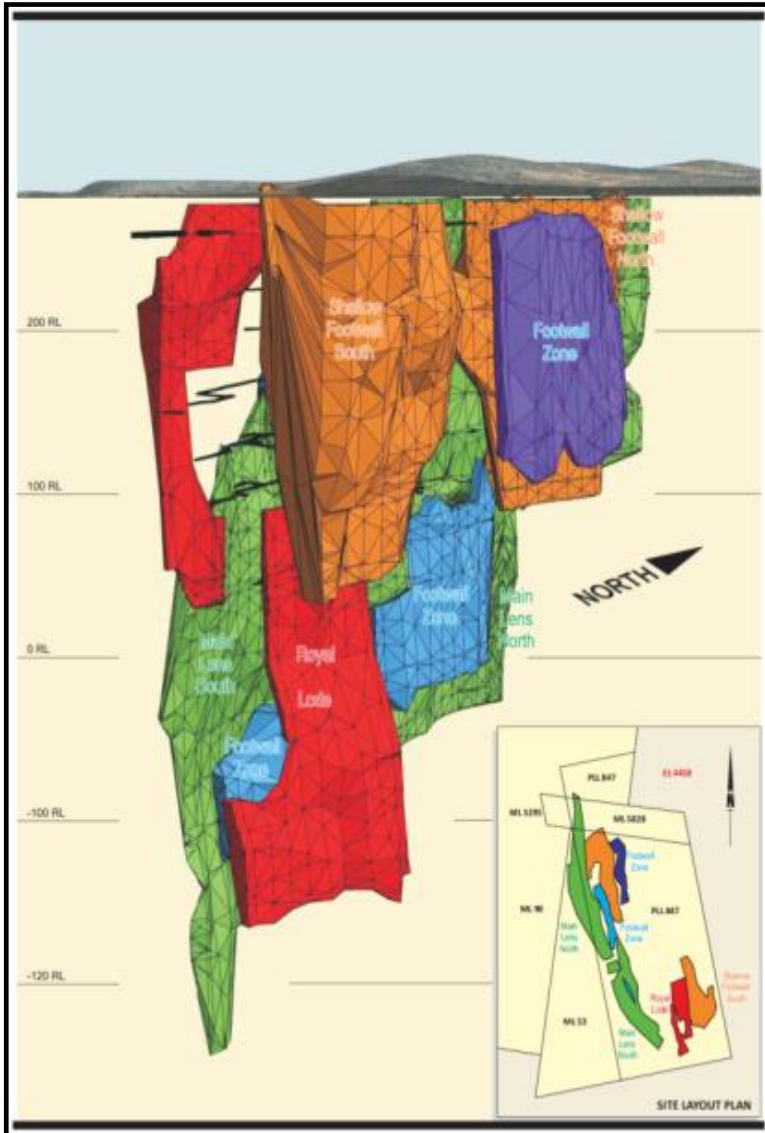 Shallow
Footwall
North
Shallow
Footwall
South
Footwall
Zone
200 RL
100 RL
NORTH
Footwall
Zone
Main
Lens
North
0 RL
Main
Lens
South
Royal
Lode
Footwall
Zone
-100 RL
-120 RL
PLL 847
EL 4468
N
ML 5295
ML 5828
Footwall
Zone
ML 98
PLL 867
Footwall
Zone
Main
Lens
North
Shallow
Footwall
South
Royal
Lode
ML 53
Main
Lens
South
SITE LAYOUT PLAN